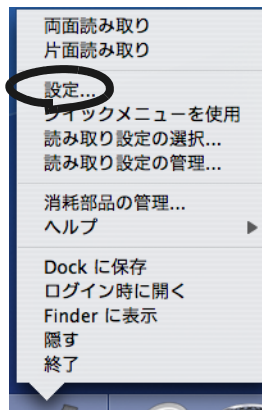 両面読み取り
片面読み取り
設定...
クイックメニューを使用
読み取り設定の選択...
読み取り設定の管理...
消耗部品の管理...
ヘルプ
Dock に保存
ログイン時に開く
Finder に表示
隠す
終了